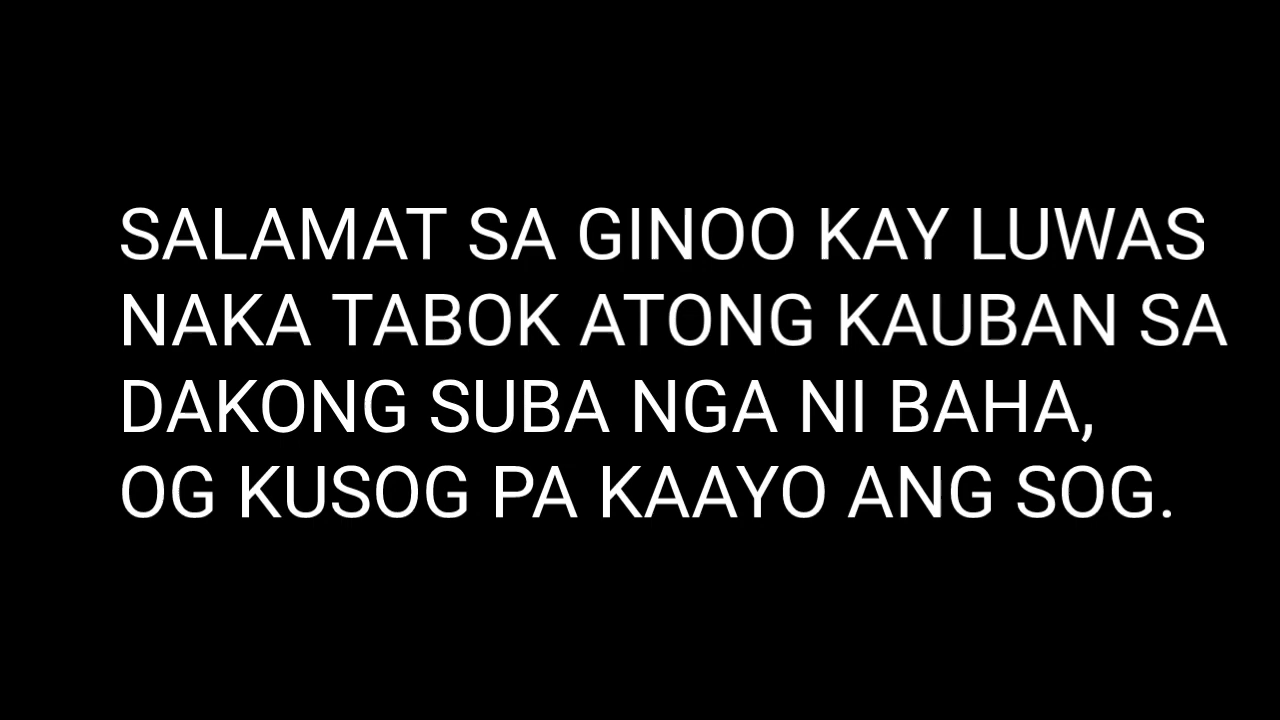 SALAMAT SA GINOO KAY LUWAS
NAKA TABOK ATONG KAUBAN SA
DAKONG SUBA NGA NI BAHA,
OG KUSOG PA KAAYO ANG SOG.